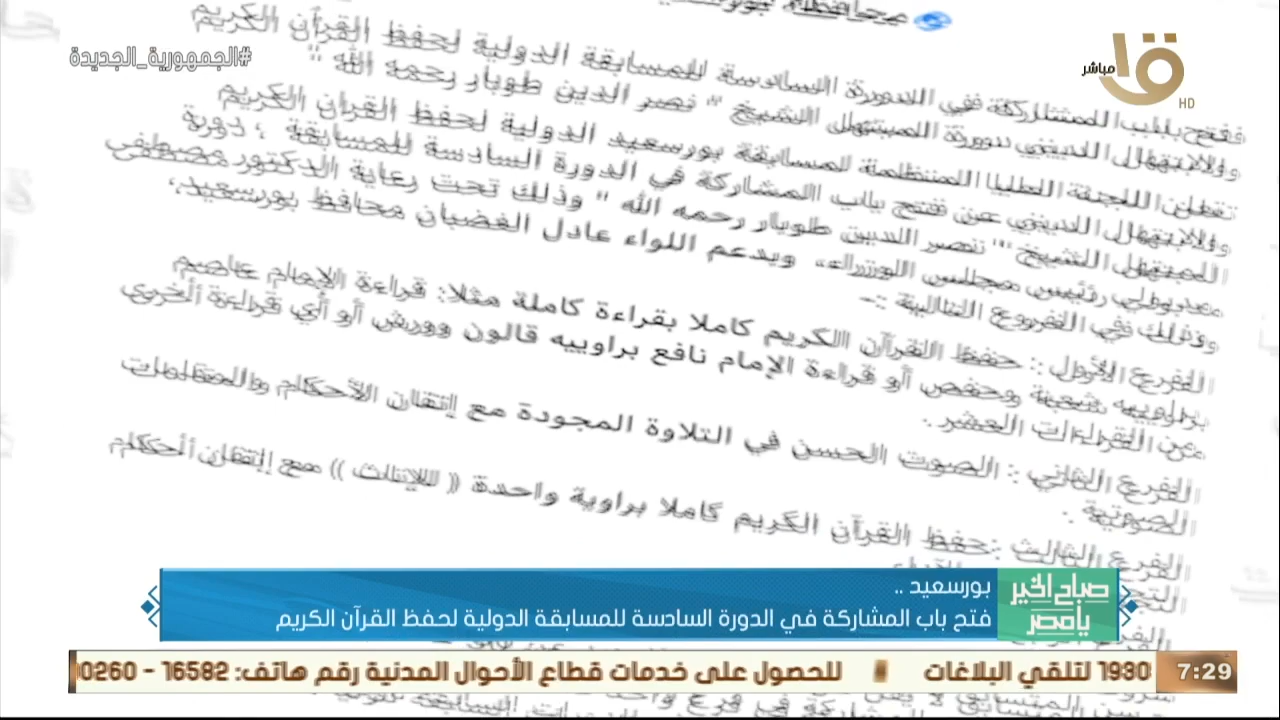 #الجمهورية_الجديدة
مباشر
HD
محافظة بورسعيد
فتح باب المشاركة في الدورة السادسة للمسابقة الدولية لحفظ القرآن الكريم
والابتهال الديني دورة المبتهل الشيخ " نصر الدين طوبار رحمه الله "
تعلن اللجنة العليا المنظمة لمسابقة بورسعيد الدولية لحفظ القرآن الكريم
والابتهال الديني عن فتح باب المشاركة في الدورة السادسة للمسابقة ، دورة
المبتهل الشيخ " نصر الدين طوبار رحمه الله " وذلك تحت رعاية الدكتور مصطفى
مدبولي رئيس مجلس الوزراء، ويدعم اللواء عادل الغضبان محافظ بورسعيد،
وذلك في الفروع التالية :-
الفرع الأول : حفظ القرآن الكريم كاملا بقراءة كاملة مثلا: قراءة الإمام عاصم
براوييه شعبة وحفص أو قراءة الإمام نافع براوييه قالون وورش أو أي قراءة أخرى
من القراءات العشر .
الفرع الثاني : الصوت الحسن في التلاوة المجودة مع إتقان الأحكام والمقامات
الصوتية .
الفرع الثالث : حفظ القرآن الكريم كاملا براوية واحدة (( للإناث )) مع إتقان أحكام
صباح الخير
يا مصر
بورسعيد ..
فتح باب المشاركة في الدورة السادسة للمسابقة الدولية لحفظ القرآن الكريم
1930 لتلقي البلاغات
للحصول على خدمات قطاع الأحوال المدنية رقم هاتف: 16582 - 00260
7:29